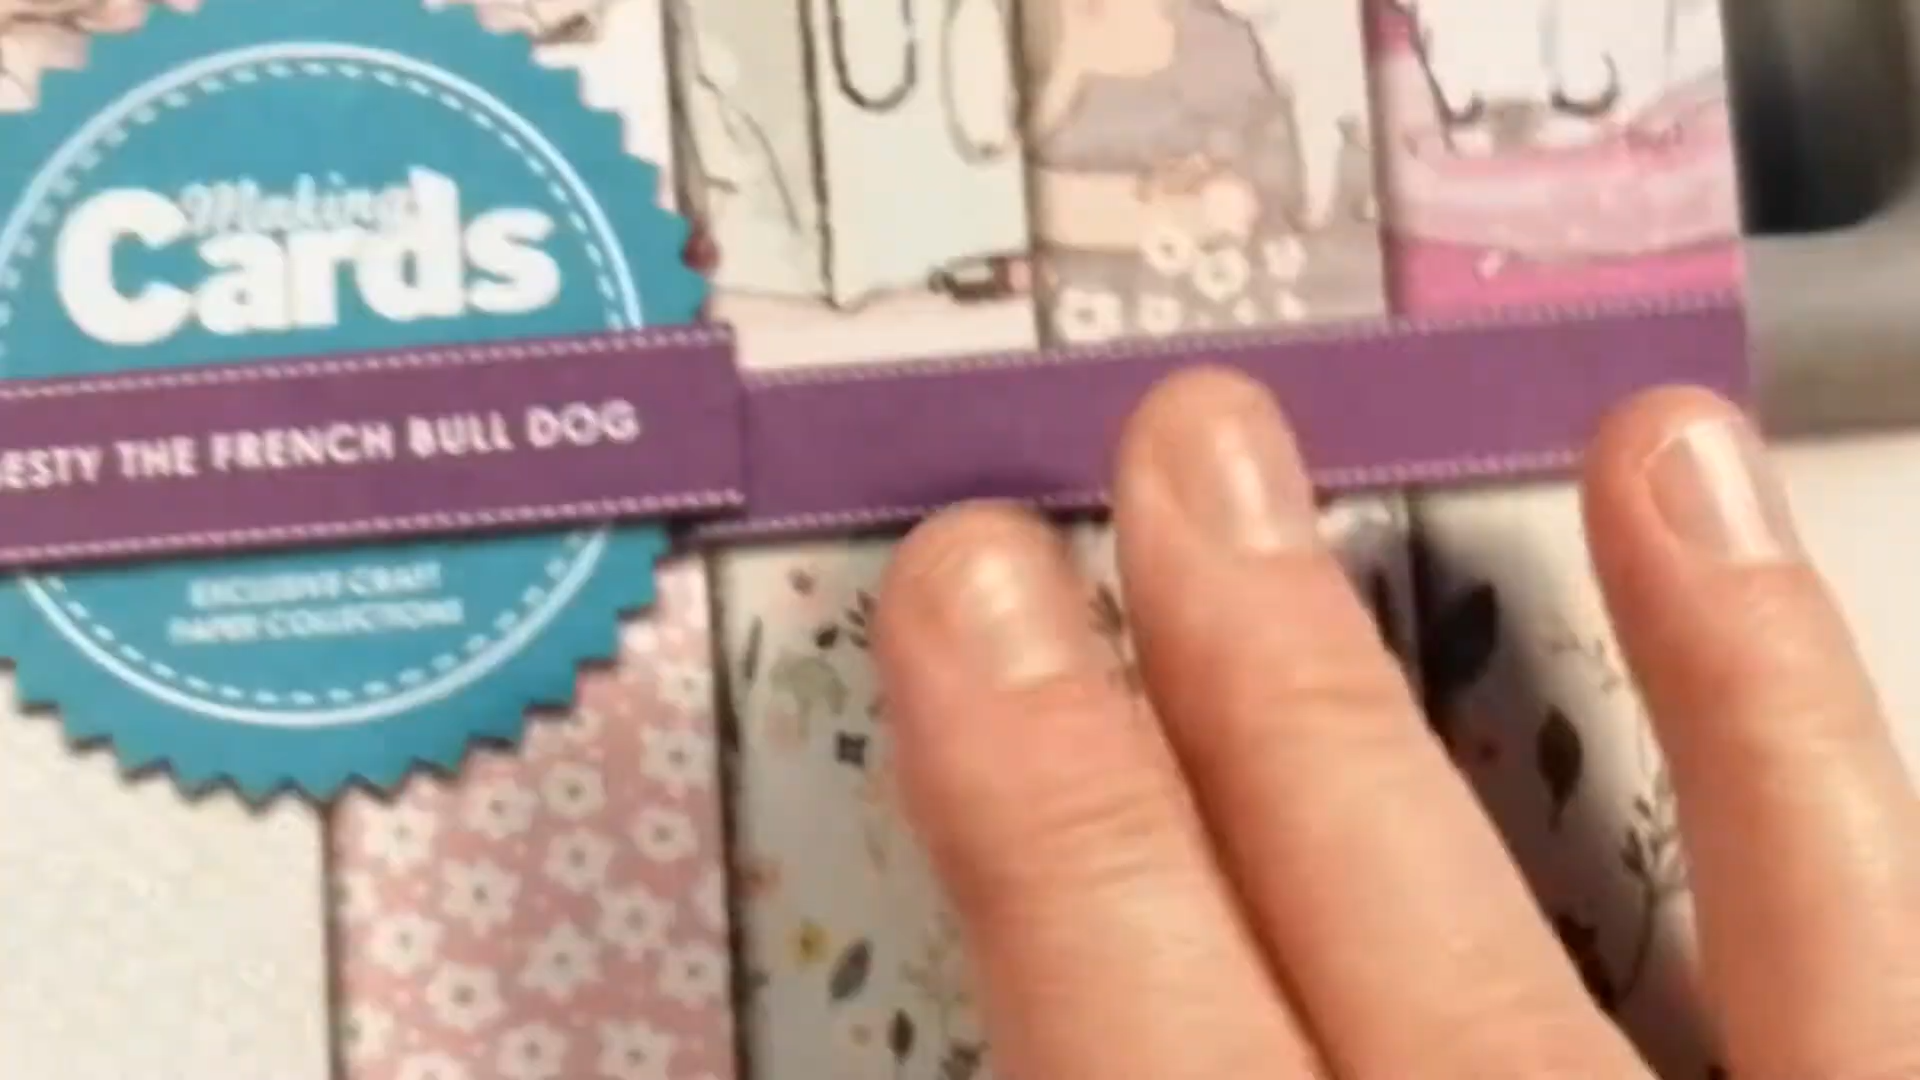 Making
Cards
ESTY THE FRENCH BULL DOG
EXCLUSIVE CRAFT
PAPER COLLECTIONS